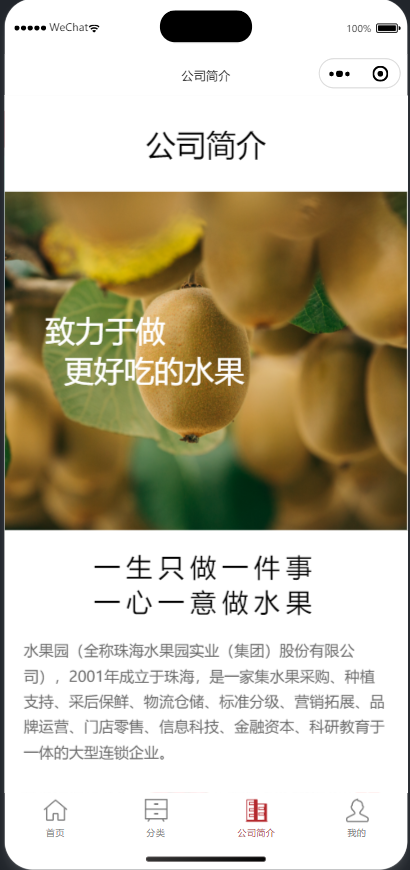 WeChat
100%
公司简介
公司简介
致力于做
更好吃的水果
一生只做一件事
一心一意做水果
水果园（全称珠海水果园实业（集团）股份有限公
司），2001年成立于珠海，是一家集水果采购、种植
支持、采后保鲜、物流仓储、标准分级、营销拓展、品
牌运营、门店零售、信息科技、金融资本、科研教育于
一体的大型连锁企业。
首页
分类
公司简介
我的